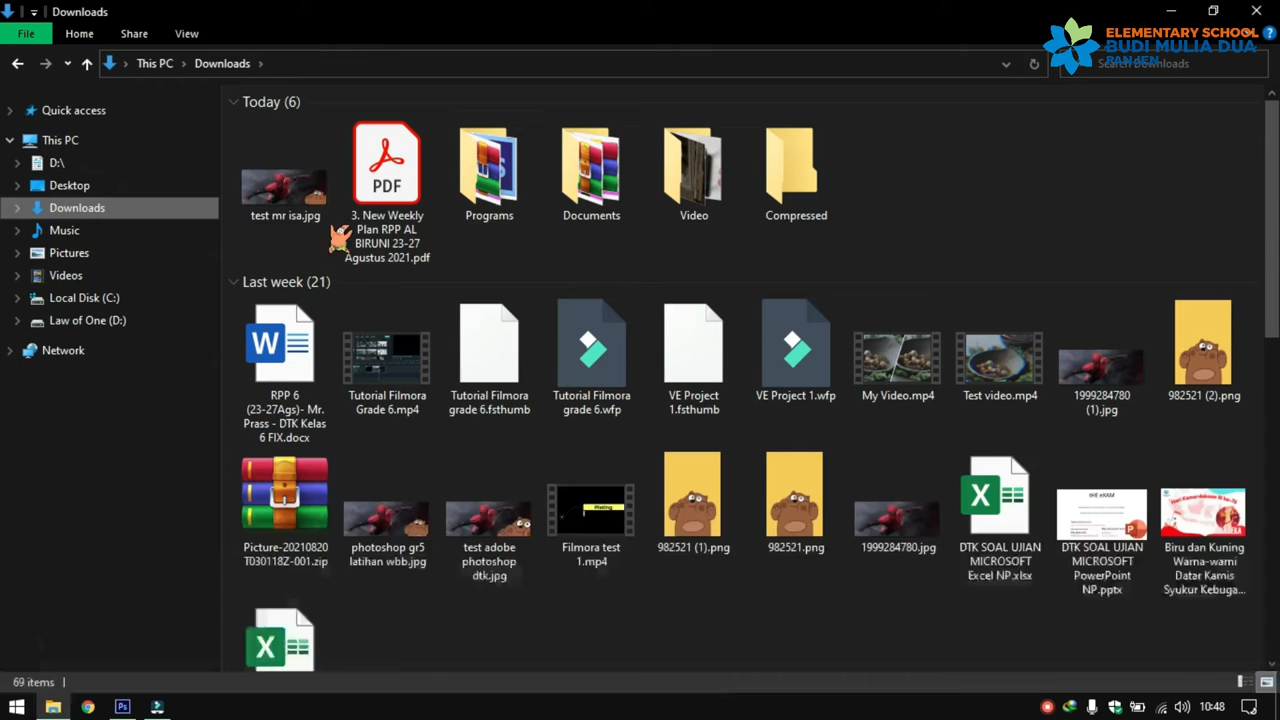 Downloads
File Home Share View
ELEMENTARY SCHOOL
BUDI MULIA DUA
PANJEN
This PC Downloads
Search Downloads
Quick access
This PC
D:\
Desktop
Downloads
Music
Pictures
Videos
Local Disk (C:)
Law of One (D:)
Network
Today (6)
test mr isa.jpg
PDF
3. New Weekly
Plan RPP AL
BIRUNI 23-27
Agustus 2021.pdf
Programs
Documents
Video
Compressed
Last week (21)
W
RPP 6
(23-27Ags)- Mr.
Prass - DTK Kelas
6 FIX.docx
Tutorial Filmora
Grade 6.mp4
Tutorial Filmora
grade 6.fsthumb
Tutorial Filmora
grade 6.wfp
VE Project
1.fsthumb
VE Project 1.wfp
My Video.mp4
Test video.mp4
1999284780
(1).jpg
982521 (2).png
Picture-20210820
T030118Z-001.zip
photoshop gr5
latihan wbb.jpg
test adobe
photoshop
dtk.jpg
Plating
Filmora test
1.mp4
982521 (1).png
982521.png
1999284780.jpg
X
DTK SOAL UJIAN
MICROSOFT
Excel NP.xlsx
tHE eXAM
P
DTK SOAL UJIAN
MICROSOFT
PowerPoint
NP.pptx
Biru dan Kuning
Warna-warni
Datar Kamis
Syukur Kebuga...
X
69 items
Ps
10:48